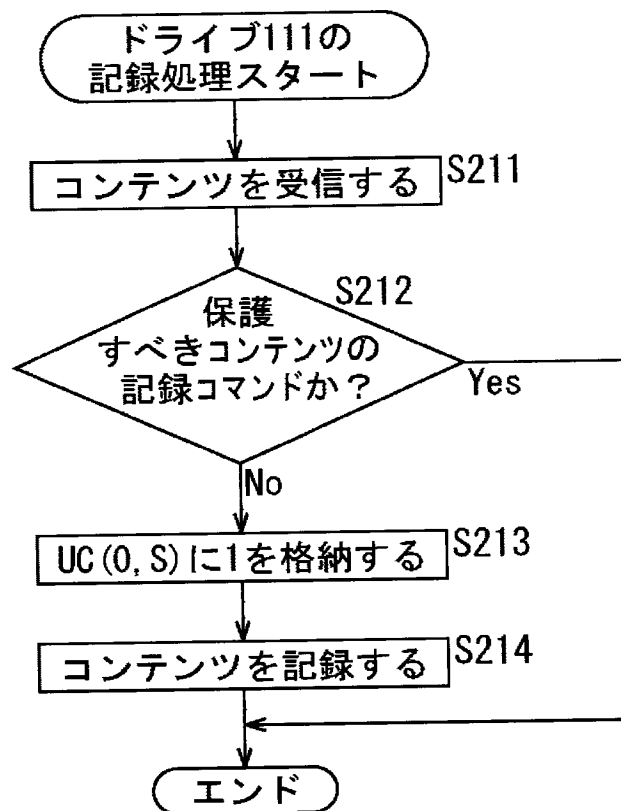 ドライブ111の
記録処理スタート
コンテンツを受信する
S211
S212
保護
すべきコンテンツの
記録コマンドか？
Yes
No
UC(0,S)に1を格納する
S213
コンテンツを記録する
S214
エンド